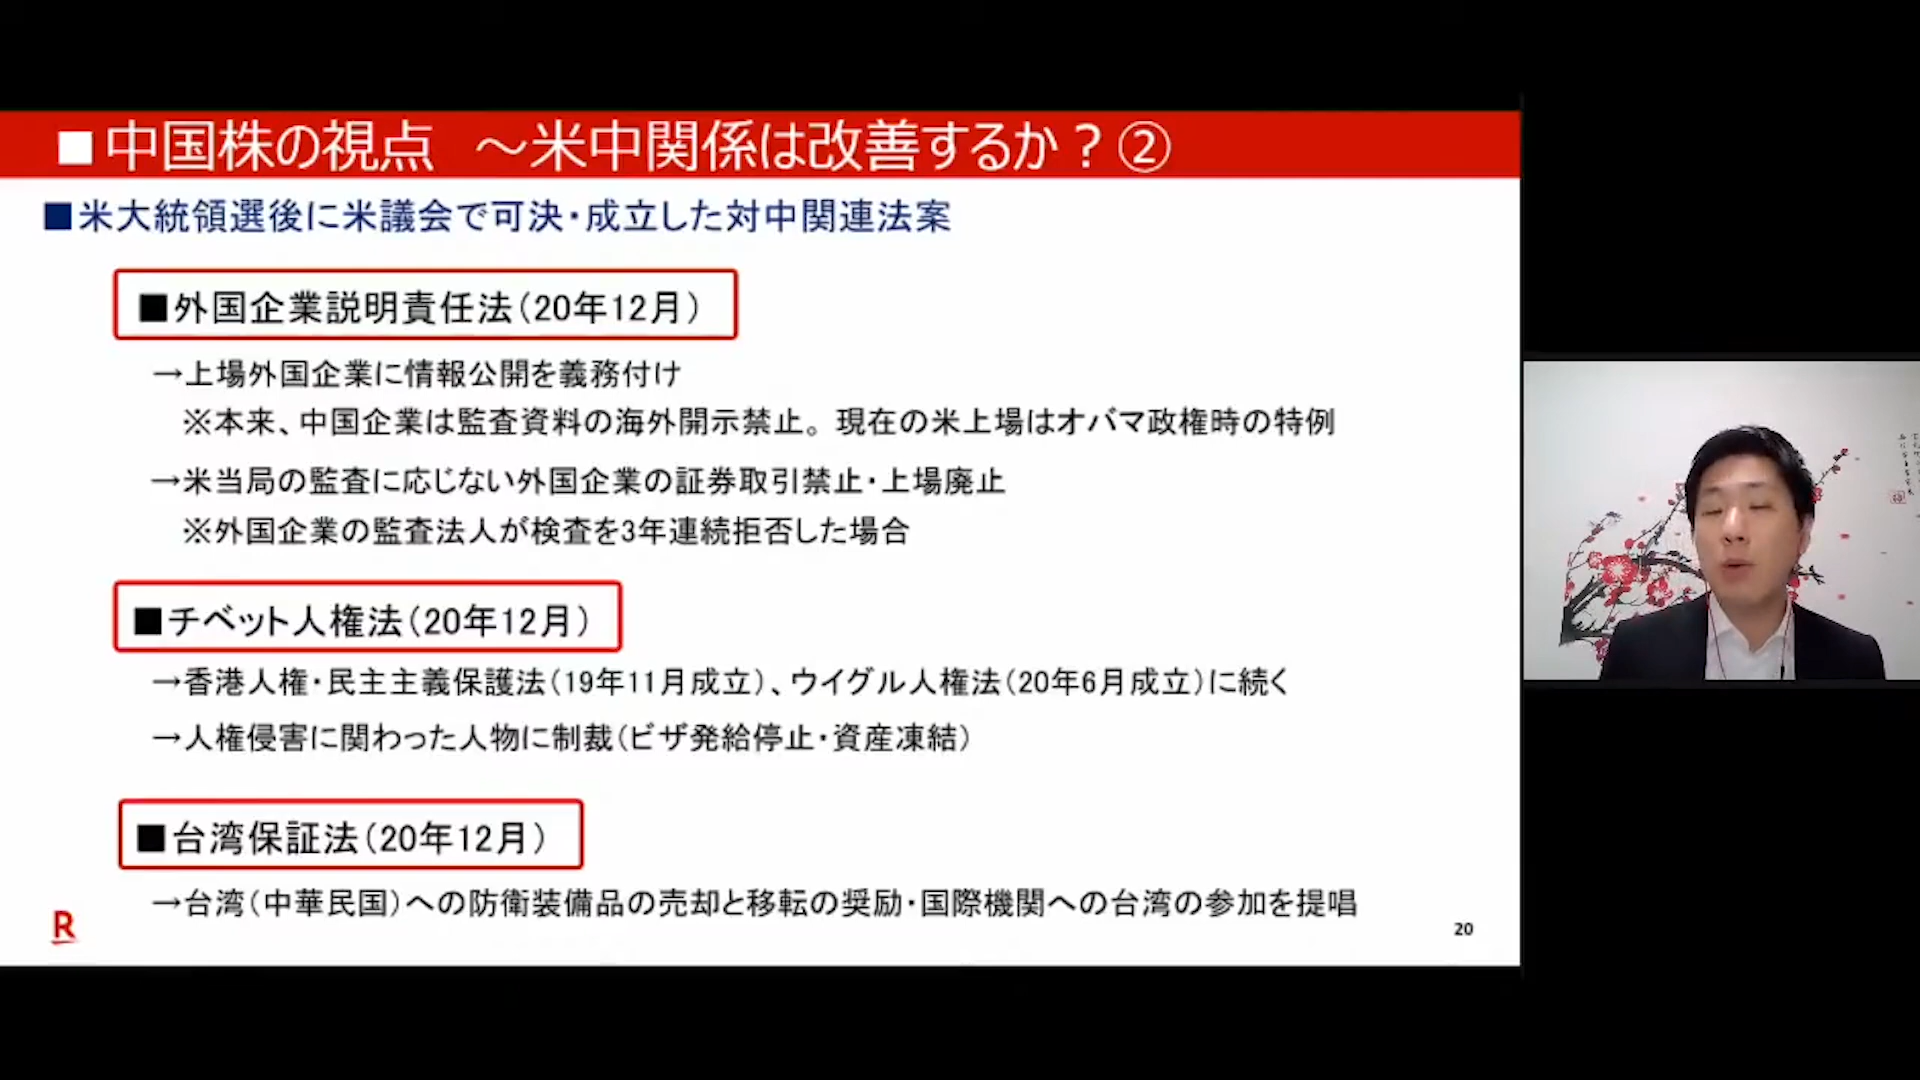 ■中国株の視点　～米中関係は改善するか？②
■米大統領選後に米議会で可決・成立した対中関連法案
■外国企業説明責任法（20年12月）
→上場外国企業に情報公開を義務付け
※本来、中国企業は監査資料の海外開示禁止。現在の米上場はオバマ政権時の特例
→米当局の監査に応じない外国企業の証券取引禁止・上場廃止
※外国企業の監査法人が検査を3年連続拒否した場合
■チベット人権法（20年12月）
→香港人権・民主主義保護法（19年11月成立）、ウイグル人権法（20年6月成立）に続く
→人権侵害に関わった人物に制裁（ビザ発給停止・資産凍結）
■台湾保証法（20年12月）
→台湾（中華民国）への防衛装備品の売却と移転の奨励・国際機関への台湾の参加を提唱
R
20